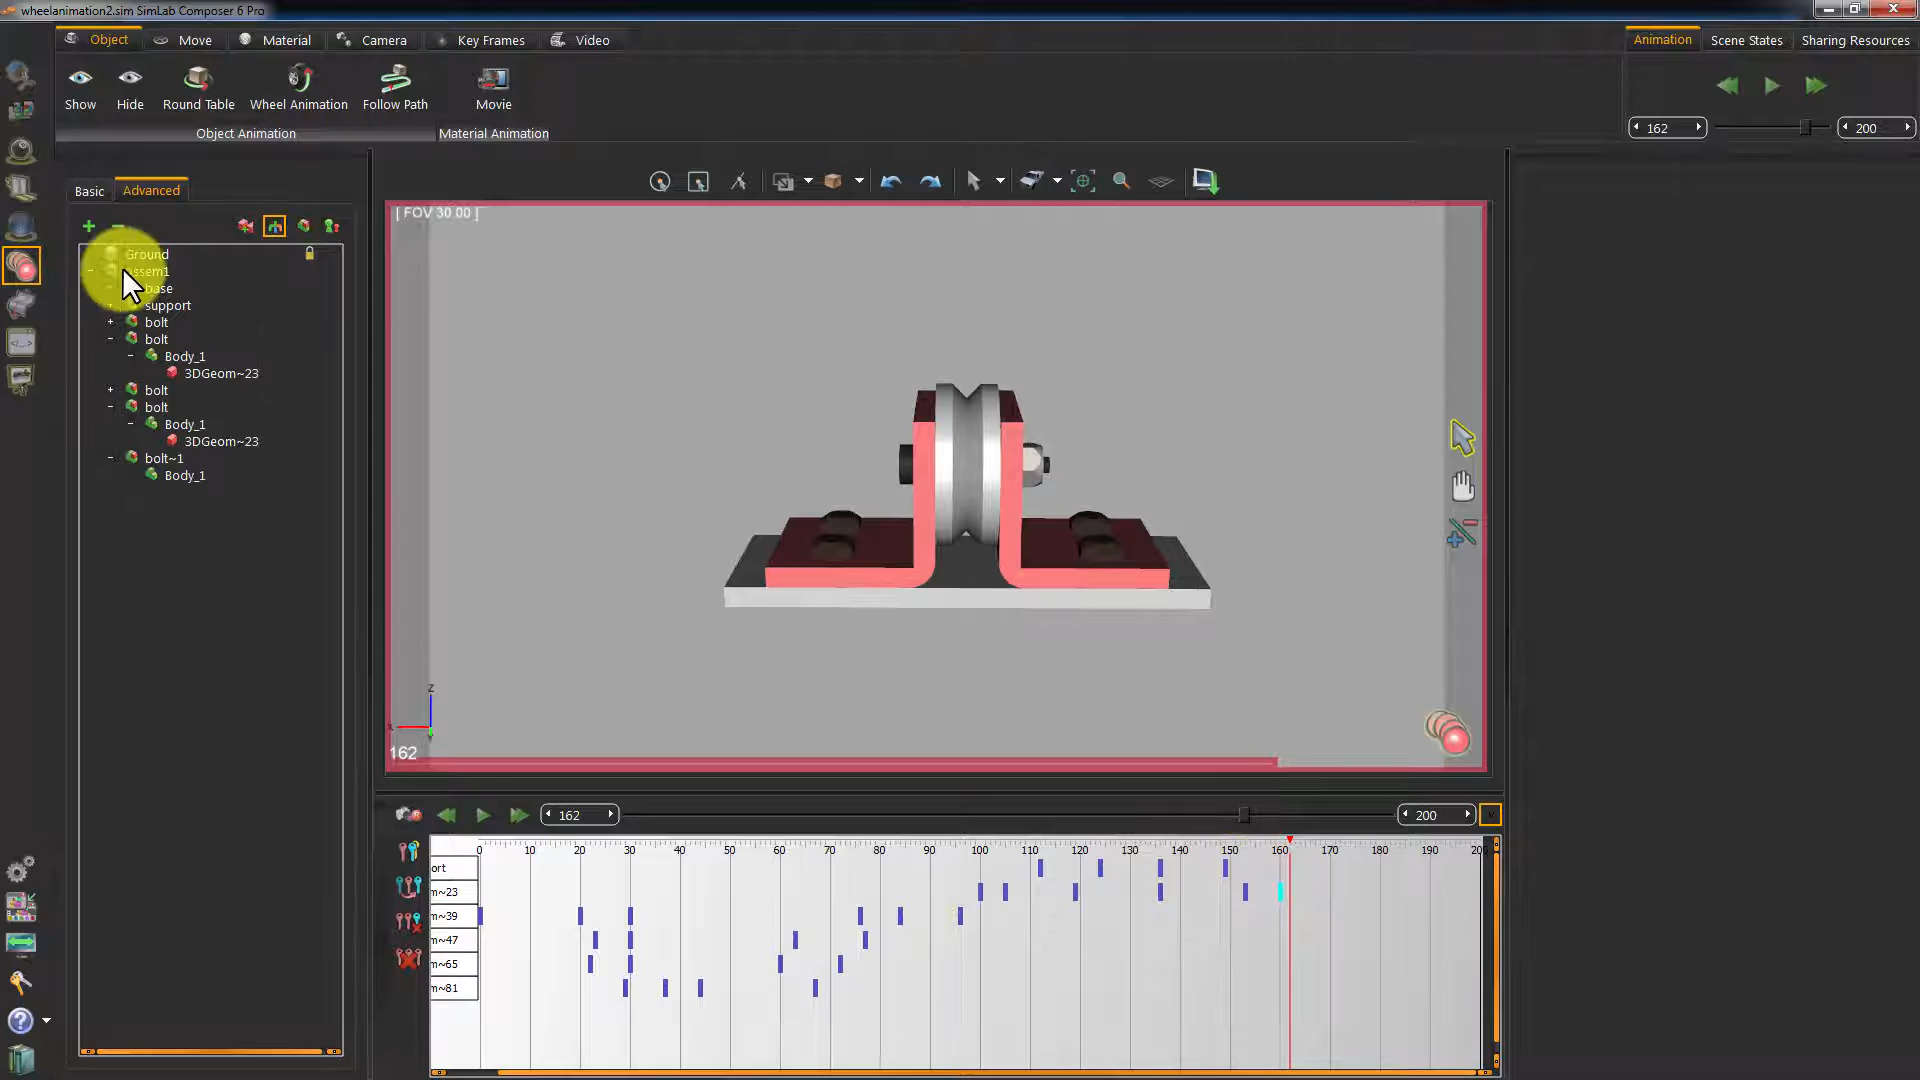 wheelanimation2.sim SimLab Composer 6 Pro
Object Move Material Camera Key Frames Video
Animation Scene States Sharing Resources
Show Hide Round Table Wheel Animation Follow Path Movie
Object Animation Material Animation
162 200
Basic Advanced
[ FOV 30.00 ]
Ground
assem1
base
support
bolt
bolt
Body_1
3DGeom~23
bolt
bolt
Body_1
3DGeom~23
bolt~1
Body_1
Z
X
162
162 200
0 10 20 30 40 50 60 70 80 90 100 110 120 130 140 150 160 170 180 190 20
ort
m~23
m~39
m~47
m~65
m~81